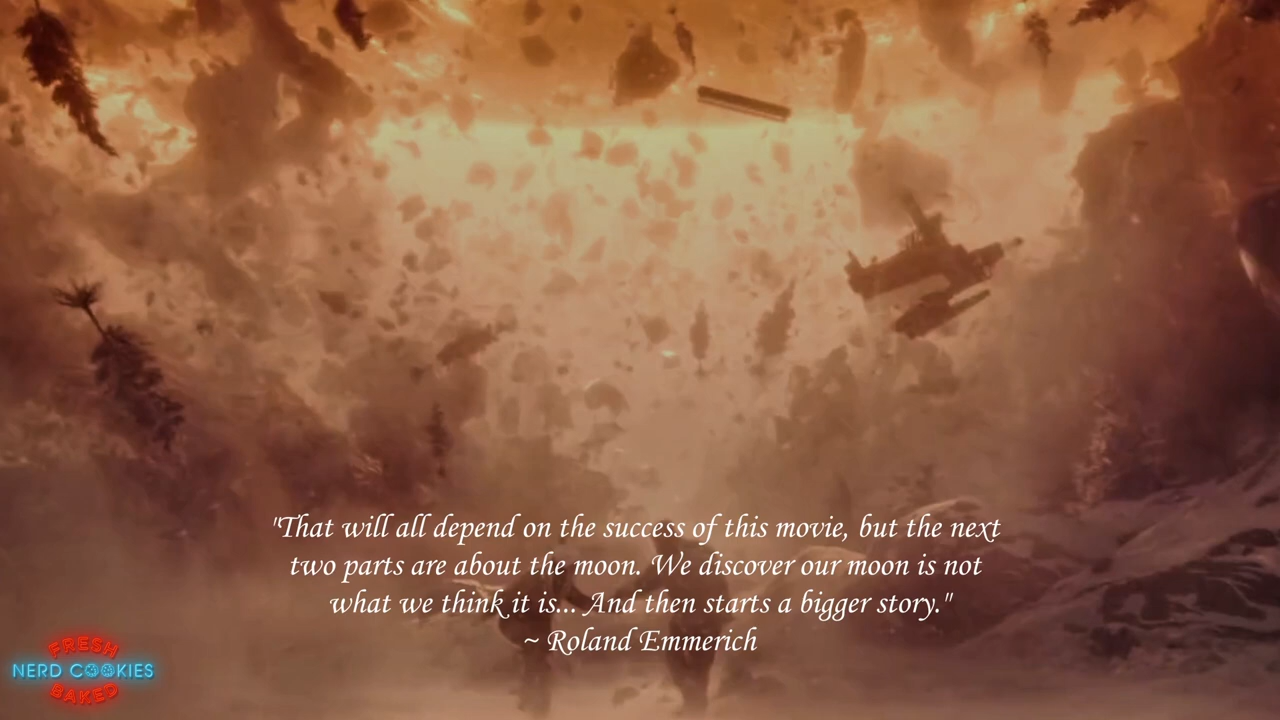 "That will all depend on the success of this movie, but the next
two parts are about the moon. We discover our moon is not
what we think it is... And then starts a bigger story."
~ Roland Emmerich
FRESH
NERD COOKIES
BAKED